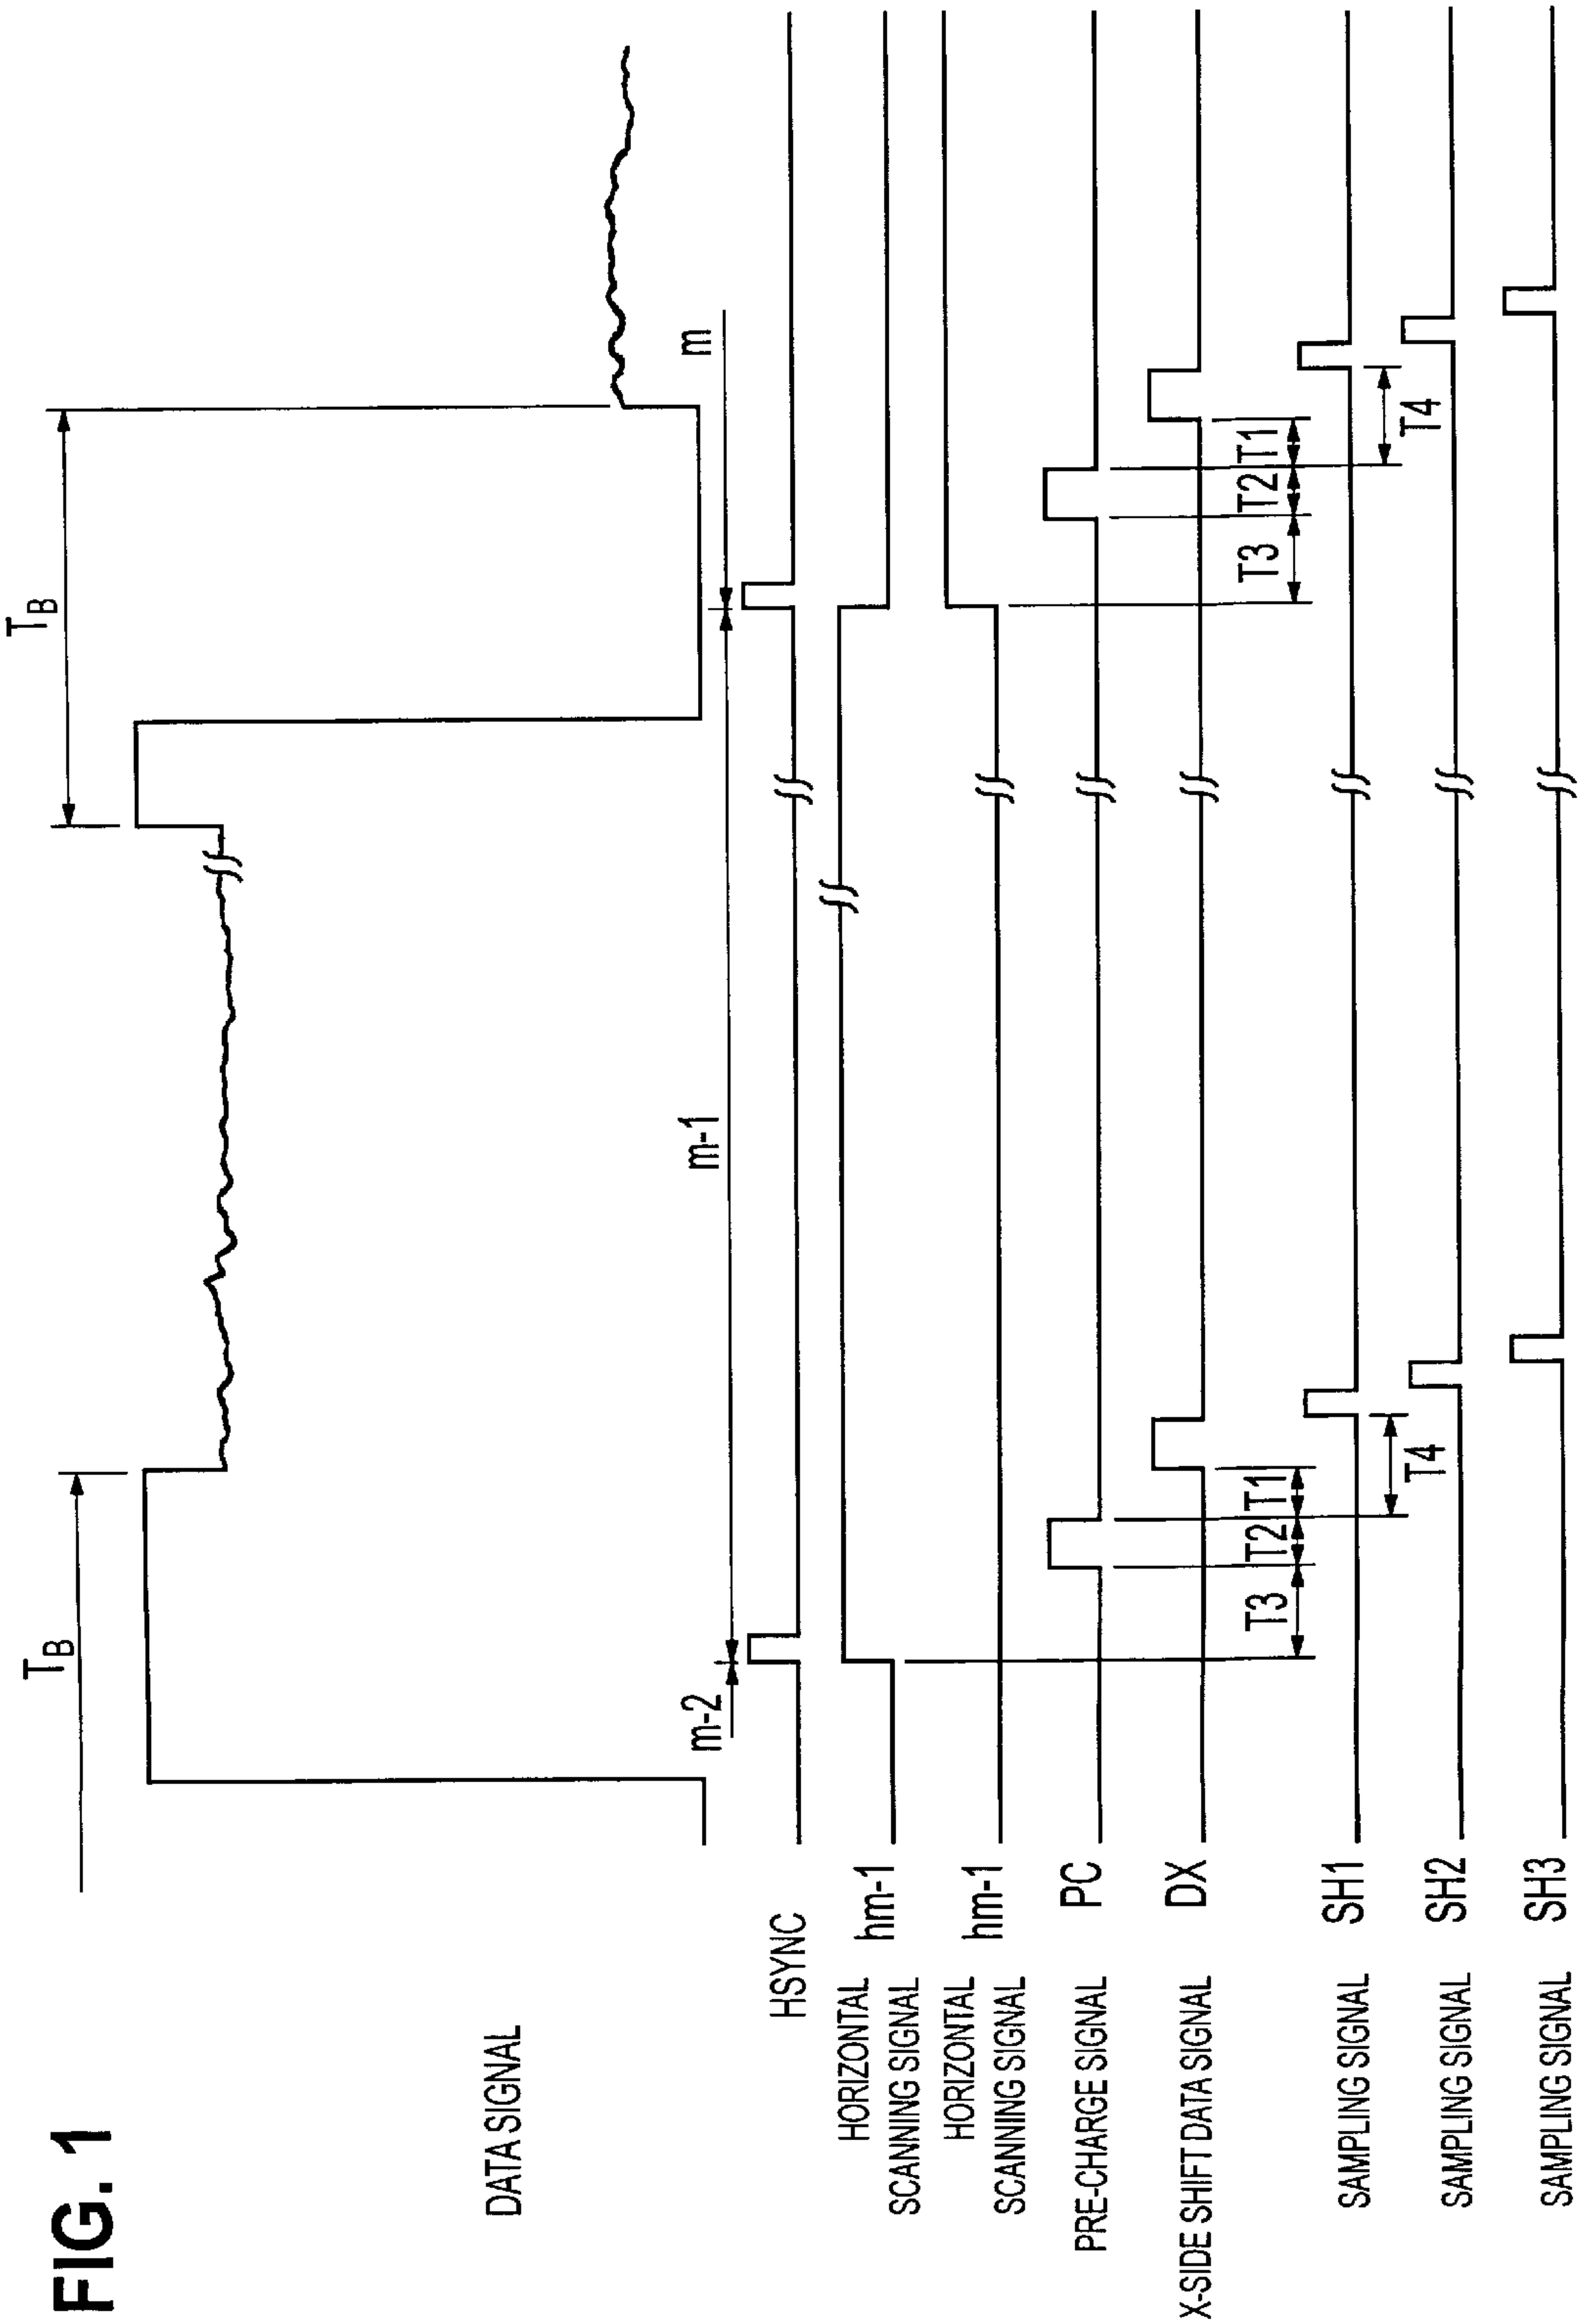 FIG. 1
T_B
T_B
DATA SIGNAL
m-2
m-1
m
HSYNC
HORIZONTAL
SCANNING SIGNAL
hm-1
HORIZONTAL
SCANNING SIGNAL
hm-1
PRE-CHARGE SIGNAL
PC
X-SIDE SHIFT DATA SIGNAL
DX
T3
T2
T1
T3
T2
T1
SAMPLING SIGNAL
SH1
T4
T4
SAMPLING SIGNAL
SH2
SAMPLING SIGNAL
SH3